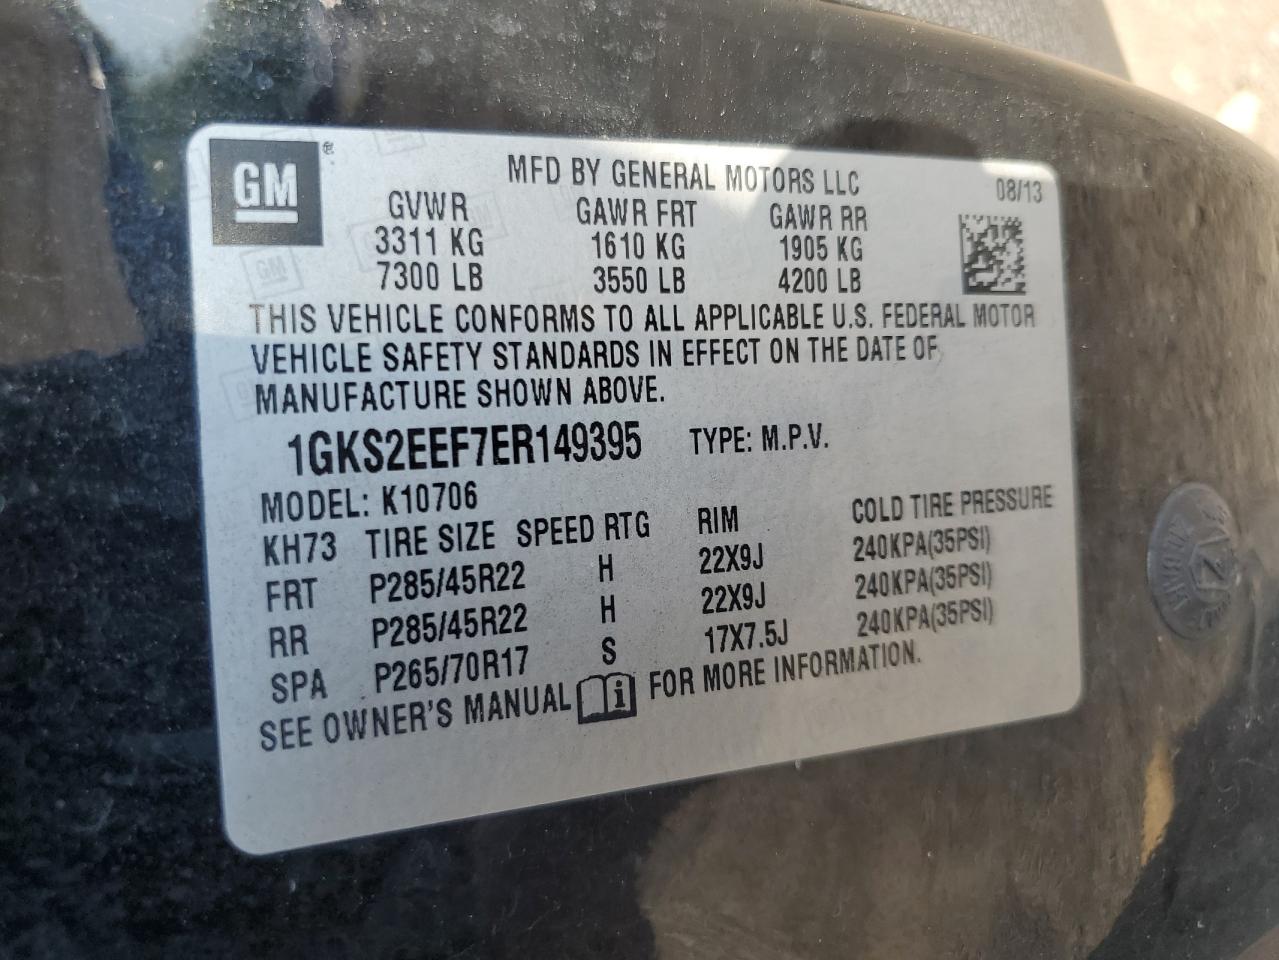 GM®
MFD BY GENERAL MOTORS LLC 08/13
GVWR GAWR FRT GAWR RR
3311 KG 1610 KG 1905 KG
7300 LB 3550 LB 4200 LB
THIS VEHICLE CONFORMS TO ALL APPLICABLE U.S. FEDERAL MOTOR
VEHICLE SAFETY STANDARDS IN EFFECT ON THE DATE OF
MANUFACTURE SHOWN ABOVE.
1GKS2EEF7ER149395 TYPE: M.P.V.
MODEL: K10706
KH73 TIRE SIZE SPEED RTG RIM COLD TIRE PRESSURE
FRT P285/45R22 H 22X9J 240KPA(35PSI)
RR P285/45R22 H 22X9J 240KPA(35PSI)
SPA P265/70R17 S 17X7.5J 240KPA(35PSI)
SEE OWNER'S MANUAL i FOR MORE INFORMATION.